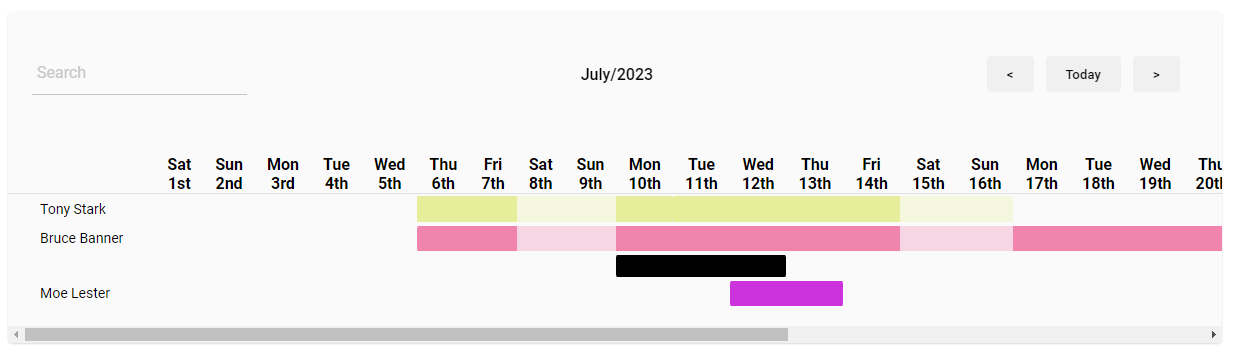 Search
July/2023
<
Today
>
Sat Sun Mon Tue Wed Thu Fri Sat Sun Mon Tue Wed Thu Fri Sat Sun Mon Tue Wed Thu
1st 2nd 3rd 4th 5th 6th 7th 8th 9th 10th 11th 12th 13th 14th 15th 16th 17th 18th 19th 20th
Tony Stark
Bruce Banner
Moe Lester